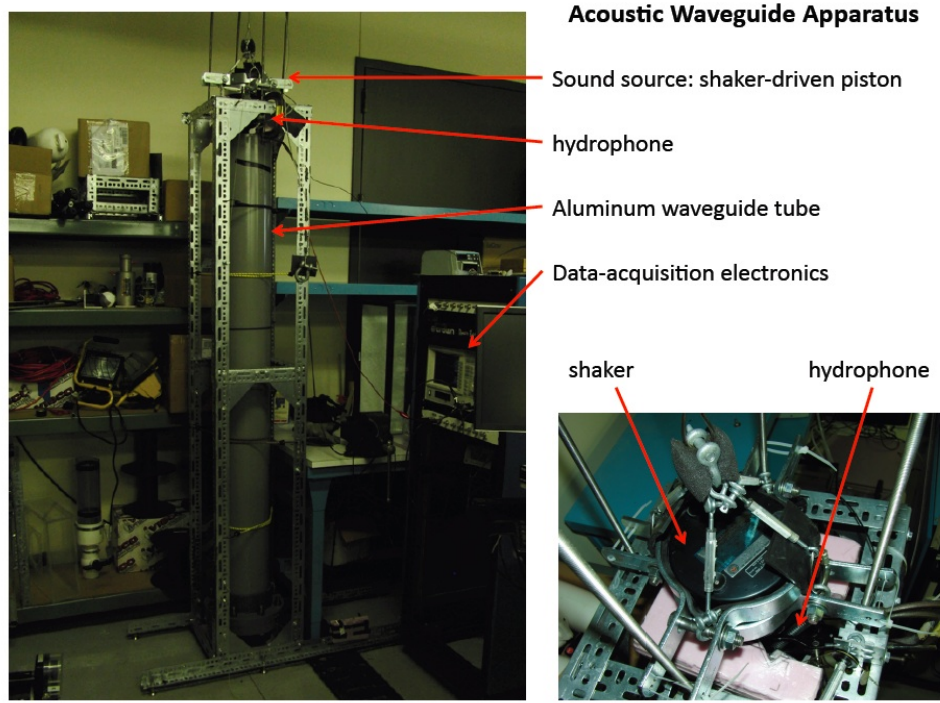 Acoustic Waveguide Apparatus
Sound source: shaker-driven piston
hydrophone
Aluminum waveguide tube
Data-acquisition electronics
shaker
hydrophone